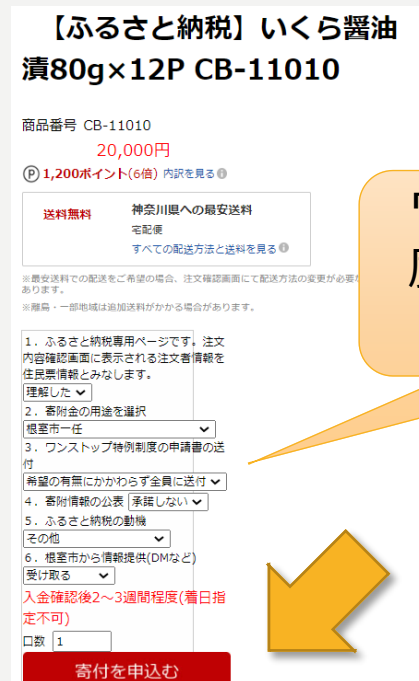 【ふるさと納税】いくら醤油
漬80g×12P CB-11010
商品番号 CB-11010
20,000円
P 1,200ポイント(6倍) 内訳を見る
送料無料
神奈川県への最安送料
宅配便
すべての配送方法と送料を見る
※最安送料での配送をご希望の場合、注文確認画面にて配送方法の変更が必要な
あります。
※離島・一部地域は追加送料がかかる場合があります。
1．ふるさと納税専用ページです。注文
内容確認画面に表示される注文者情報を
住民票情報とみなします。
理解した
2．寄附金の用途を選択
根室市一任
3．ワンストップ特例制度の申請書の送
付
希望の有無にかかわらず全員に送付
4．寄附情報の公表 承諾しない
5．ふるさと納税の動機
その他
6．根室市から情報提供(DMなど)
受け取る
入金確認後2～3週間程度(着日指
定不可)
口数 1
寄付を申込む